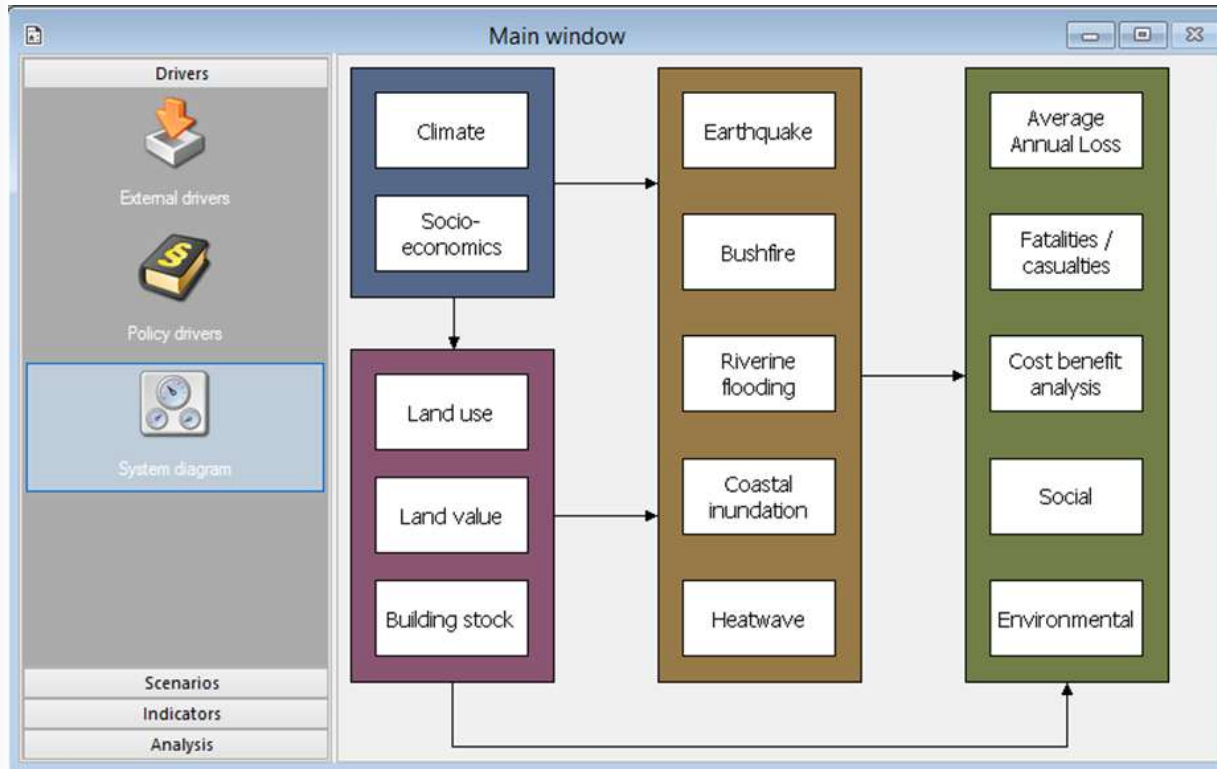 Main window
Drivers
External drivers
§
Policy drivers
System diagram
Scenarios
Indicators
Analysis
Climate
Socio-
economics
Land use
Land value
Building stock
Earthquake
Bushfire
Riverine
flooding
Coastal
inundation
Heatwave
Average
Annual Loss
Fatalities /
casualties
Cost benefit
analysis
Social
Environmental